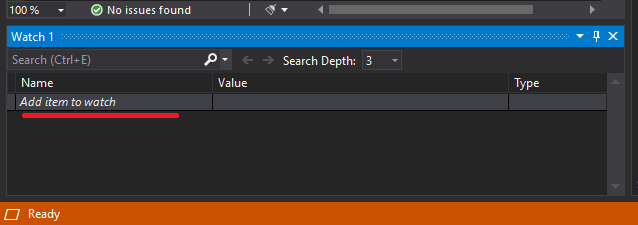 100 % No issues found
Watch 1
Search (Ctrl+E) Search Depth: 3
Name Value Type
Add item to watch
Ready